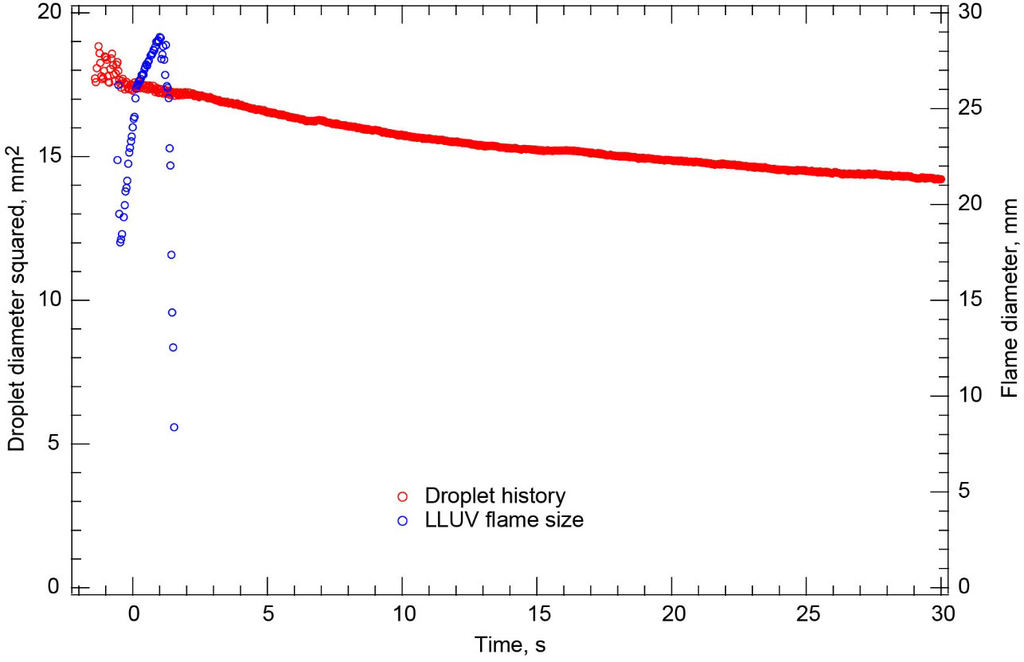 20
15
10
5
0
Droplet diameter squared, mm2
30
25
20
15
10
5
0
Flame diameter, mm
Droplet history
LLUV flame size
0 5 10 15 20 25 30
Time, s